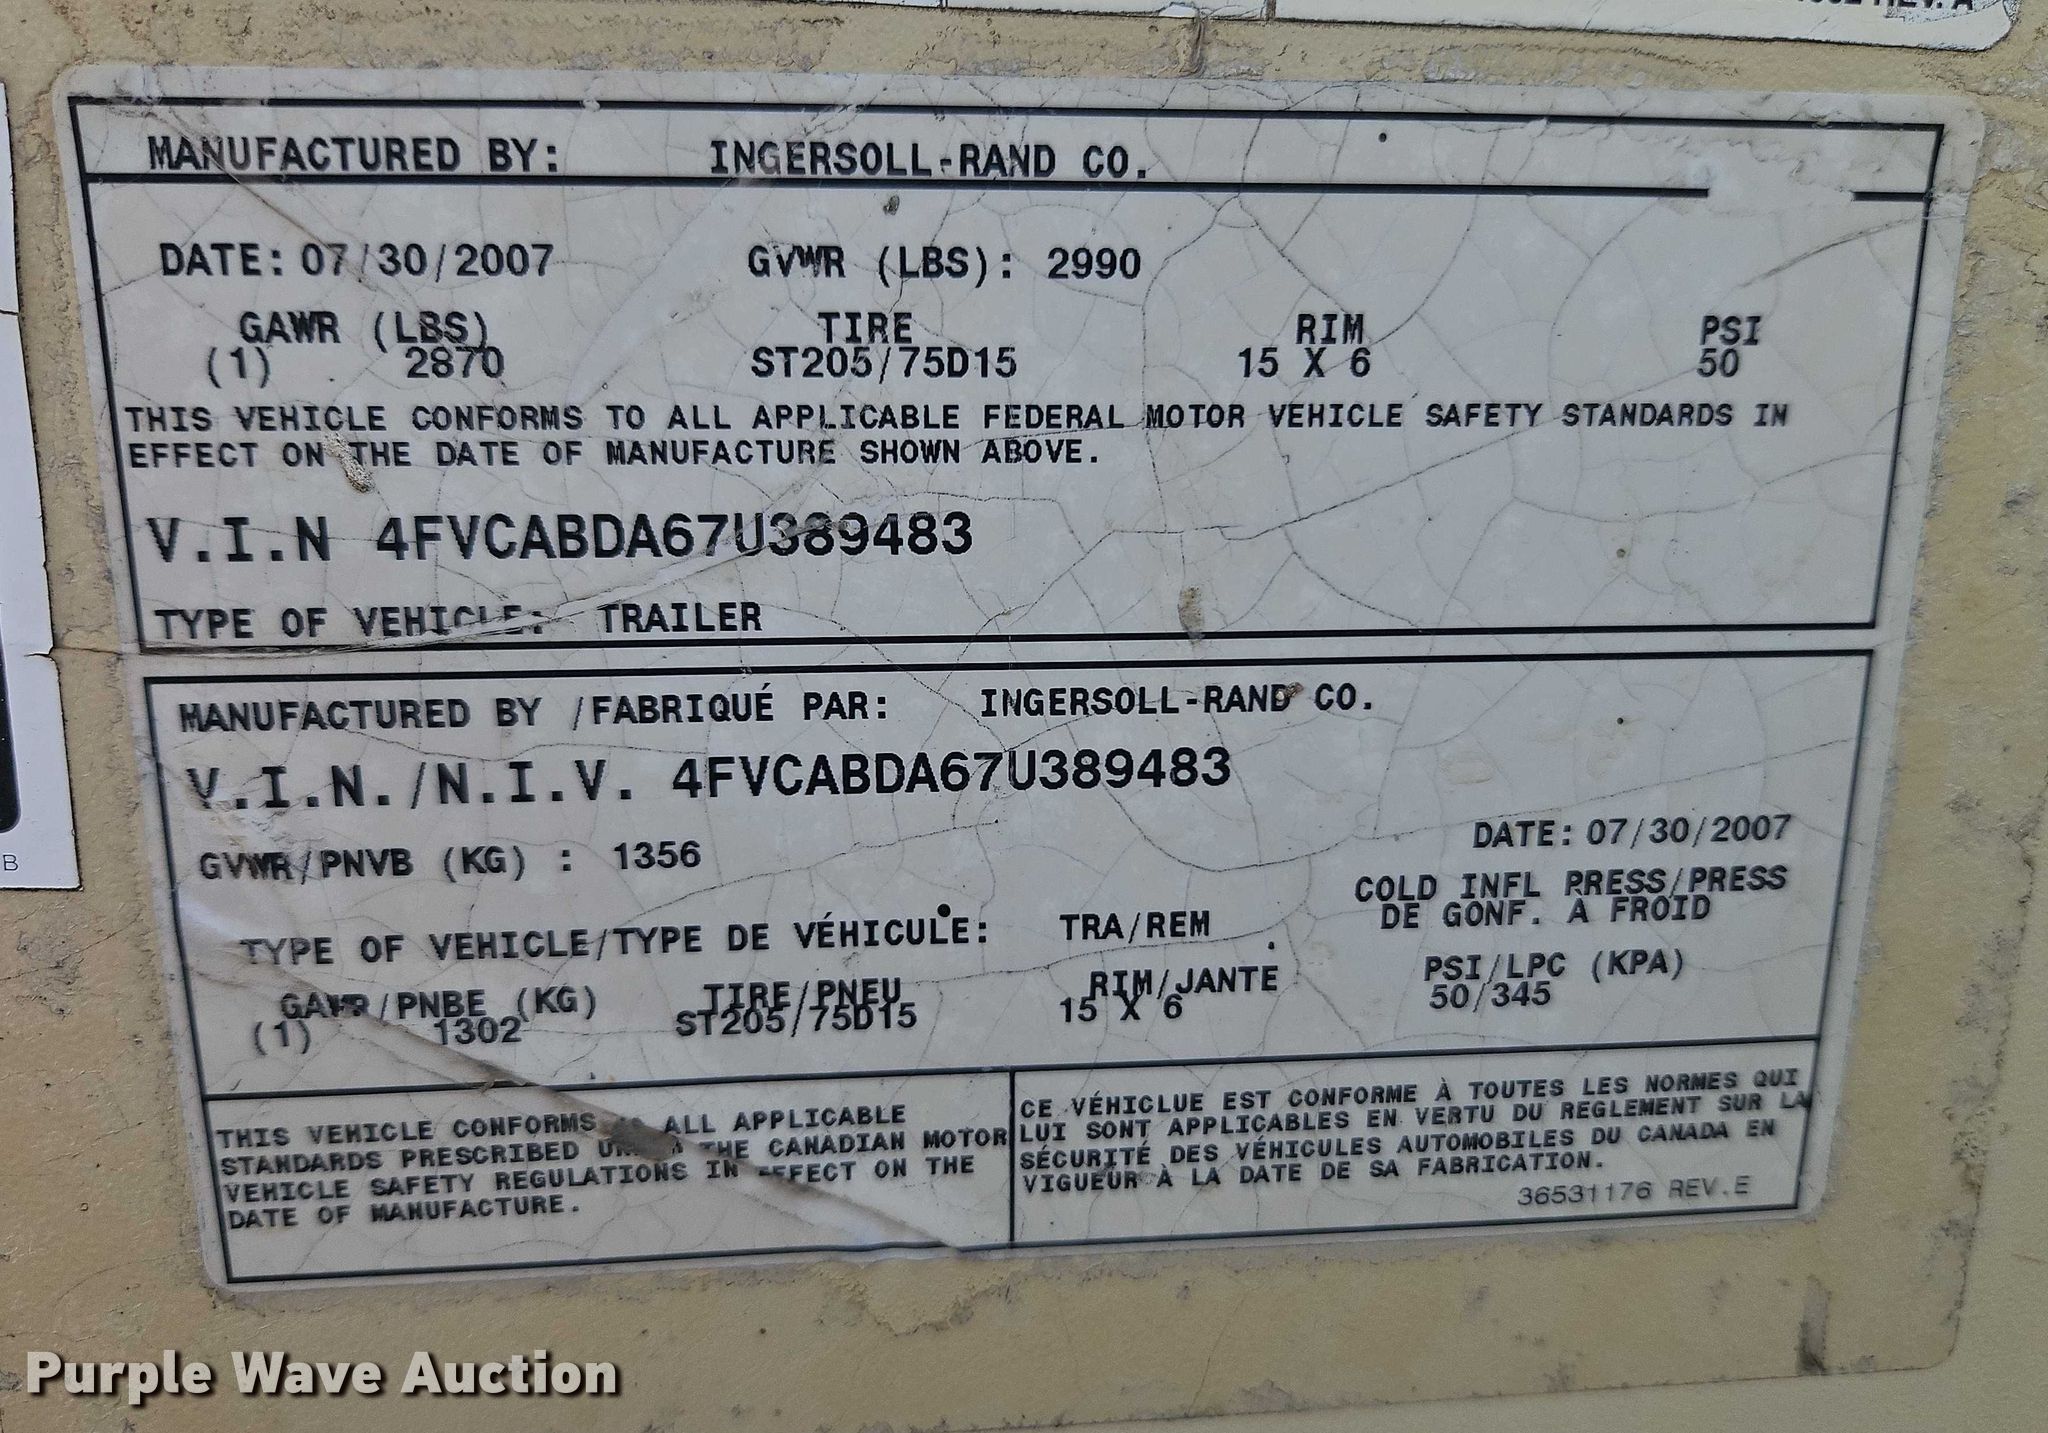 REV. A
MANUFACTURED BY: INGERSOLL-RAND CO.
DATE: 07/30/2007 GVWR (LBS): 2990
GAWR (LBS) TIRE RIM PSI
(1) 2870 ST205/75D15 15 X 6 50
THIS VEHICLE CONFORMS TO ALL APPLICABLE FEDERAL MOTOR VEHICLE SAFETY STANDARDS IN
EFFECT ON THE DATE OF MANUFACTURE SHOWN ABOVE.
V.I.N 4FVCABDA67U389483
TYPE OF VEHICLE: TRAILER
MANUFACTURED BY /FABRIQUÉ PAR: INGERSOLL-RAND CO.
V.I.N./N.I.V. 4FVCABDA67U389483
DATE: 07/30/2007
GVWR/PNVB (KG) : 1356
COLD INFL PRESS/PRESS
DE GONF. A FROID
TYPE OF VEHICLE/TYPE DE VÉHICULE: TRA/REM
PSI/LPC (KPA)
50/345
GAWR/PNBE (KG) TIRE/PNEU RIM/JANTE
(1) 1302 ST205/75D15 15 X 6
THIS VEHICLE CONFORMS ALL APPLICABLE
STANDARDS PRESCRIBED THE CANADIAN MOTOR
VEHICLE SAFETY REGULATIONS IN EFFECT ON THE
DATE OF MANUFACTURE.
CE VÉHICLUE EST CONFORME À TOUTES LES NORMES QUI
LUI SONT APPLICABLES EN VERTU DU REGLEMENT SUR LA
SÉCURITÉ DES VÉHICULES AUTOMOBILES DU CANADA EN
VIGUEUR À LA DATE DE SA FABRICATION.
36531176 REV.E
B
Purple Wave Auction